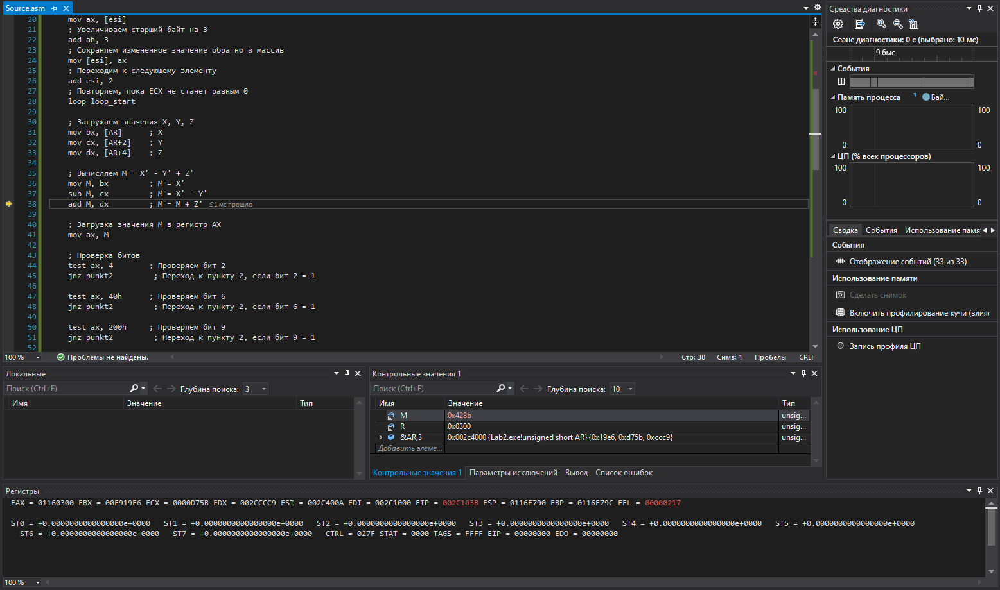 Source.asm
20 mov ax, [esi]
21 ; Увеличиваем старший байт на 3
22 add ah, 3
23 ; Сохраняем измененное значение обратно в массив
24 mov [esi], ax
25 ; Переходим к следующему элементу
26 add esi, 2
27 ; Повторяем, пока ECX не станет равным 0
28 loop loop_start
29
30 ; Загружаем значения X, Y, Z
31 mov bx, [AR] ; X
32 mov cx, [AR+2] ; Y
33 mov dx, [AR+4] ; Z
34
35 ; Вычисляем M = X' - Y' + Z'
36 mov M, bx ; M = X'
37 sub M, cx ; M = X' - Y'
38 add M, dx ; M = M + Z' ≤1 мс прошло
39
40 ; Загрузка значения M в регистр AX
41 mov ax, M
42
43 ; Проверка битов
44 test ax, 4 ; Проверяем бит 2
45 jnz punkt2 ; Переход к пункту 2, если бит 2 = 1
46
47 test ax, 40h ; Проверяем бит 6
48 jnz punkt2 ; Переход к пункту 2, если бит 6 = 1
49
50 test ax, 200h ; Проверяем бит 9
51 jnz punkt2 ; Переход к пункту 2, если бит 9 = 1
52
100 % Проблемы не найдены. Стр: 38 Симв: 1 Пробелы CRLF
Средства диагностики
Сеанс диагностики: 0 с (выбрано: 10 мс)
9,6мс
События
Память процесса Бай...
100 100
0 0
ЦП (% всех процессоров)
100 100
0 0
Сводка События Использование памят
События
Отображение событий (33 из 33)
Использование памяти
Сделать снимок
Включить профилирование кучи (влияе
Использование ЦП
Запись профиля ЦП
Локальные
Поиск (Ctrl+E) Глубина поиска: 3
Имя Значение Тип
Контрольные значения 1
Поиск (Ctrl+E) Глубина поиска: 10
Имя Значение Тип
M 0x428b unsig...
R 0x0300 unsig...
&AR,3 0x002c4000 {Lab2.exe!unsigned short AR} {0x19e6, 0xd75b, 0xccc9} unsig...
Добавить элеме...
Контрольные значения 1 Параметры исключений Вывод Список ошибок
Регистры
EAX = 01160300 EBX = 00F919E6 ECX = 0000D75B EDX = 002CCCC9 ESI = 002C400A EDI = 002C1000 EIP = 002C103B ESP = 0116F790 EBP = 0116F79C EFL = 00000217
ST0 = +0.0000000000000000e+0000 ST1 = +0.0000000000000000e+0000 ST2 = +0.0000000000000000e+0000 ST3 = +0.0000000000000000e+0000 ST4 = +0.0000000000000000e+0000 ST5 = +0.0000000000000000e+0000
ST6 = +0.0000000000000000e+0000 ST7 = +0.0000000000000000e+0000 CTRL = 027F STAT = 0000 TAGS = FFFF EIP = 00000000 EDO = 00000000
100 %